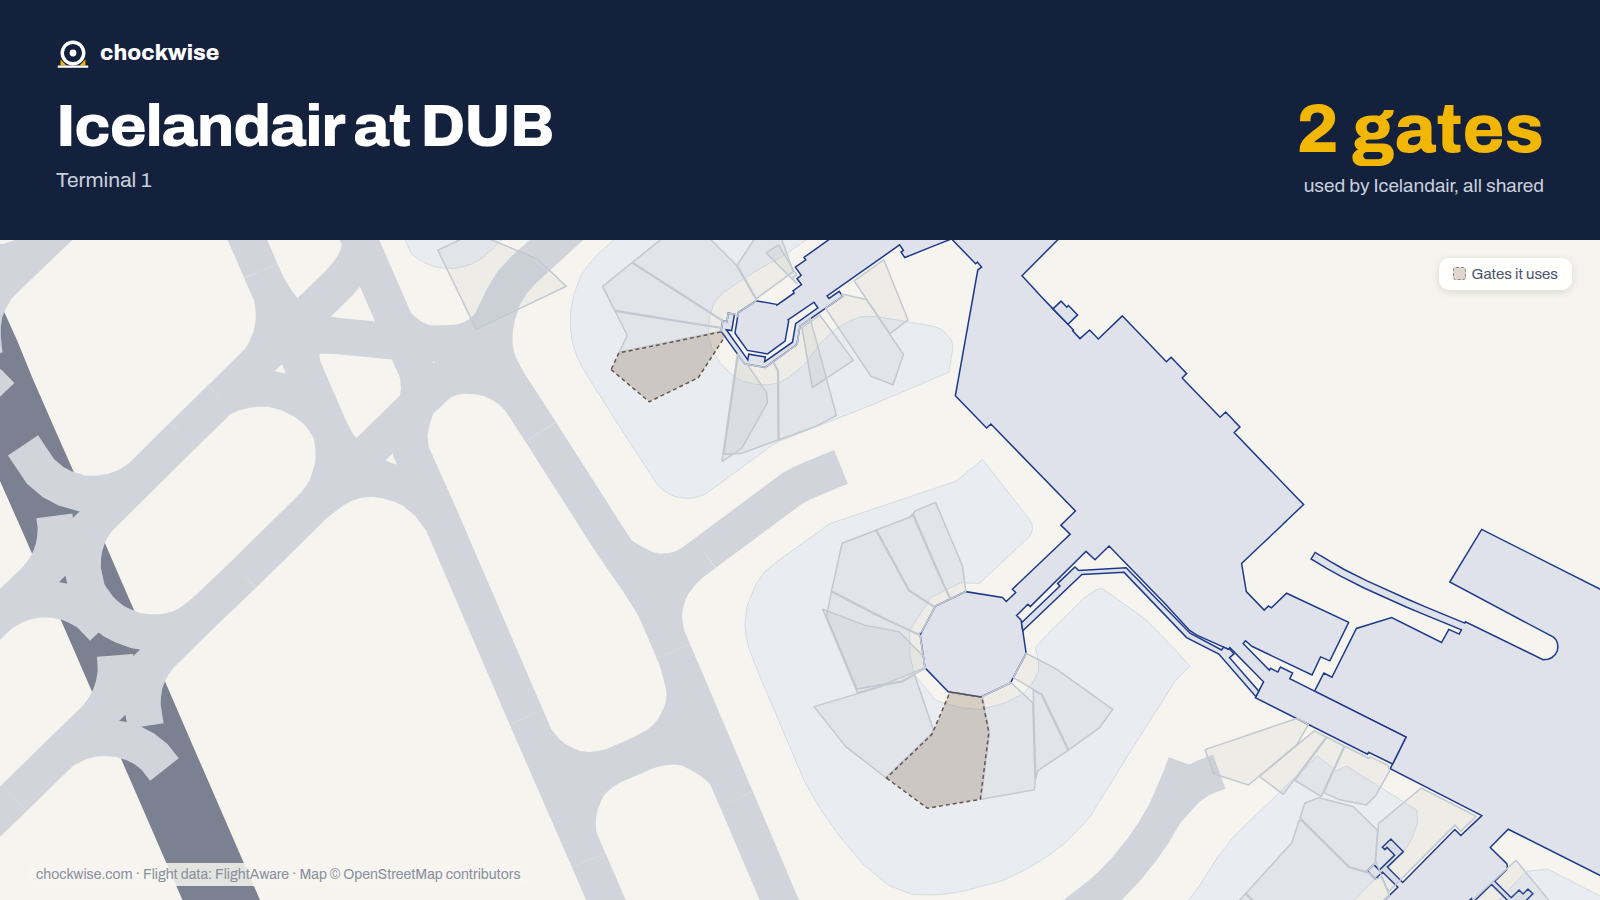 chockwise
Icelandair at DUB
Terminal 1
2 gates
used by Icelandair, all shared
Gates it uses
chockwise.com · Flight data: FlightAware · Map © OpenStreetMap contributors